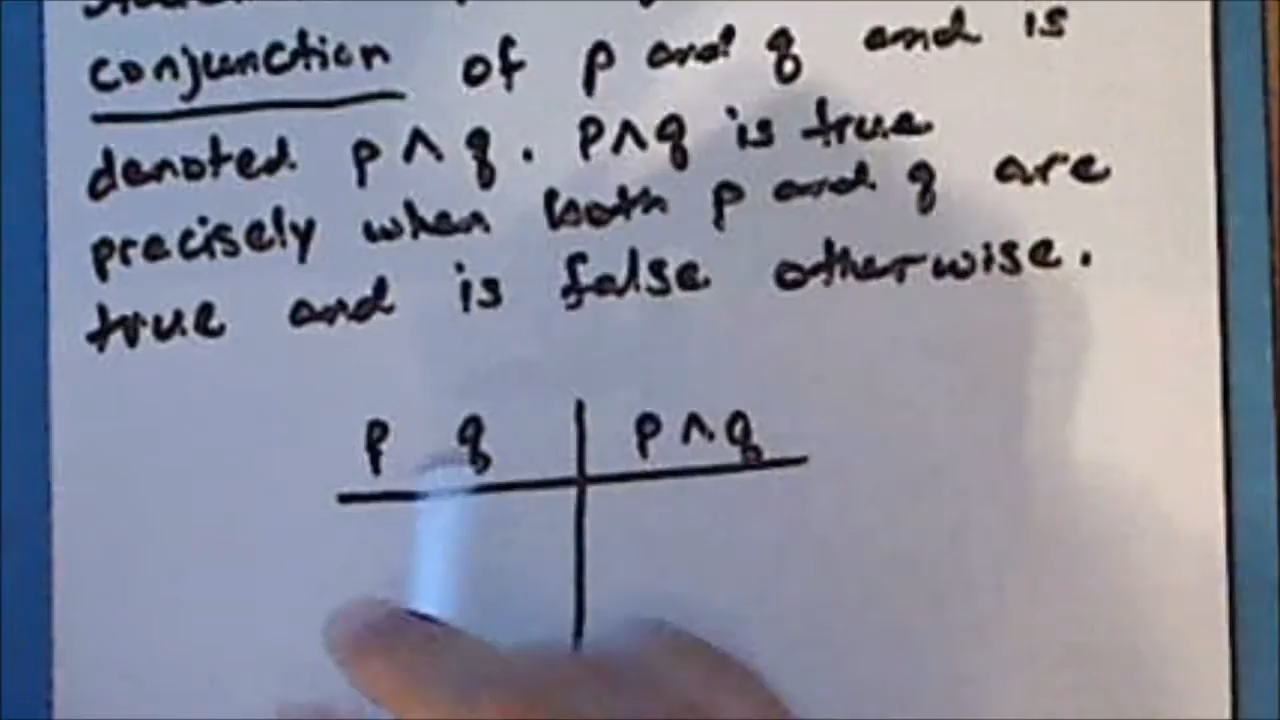 conjunction of p and q and is
denoted p ∧ q. p∧q is true
precisely when both p and q are
true and is false otherwise.
p q p ∧ q